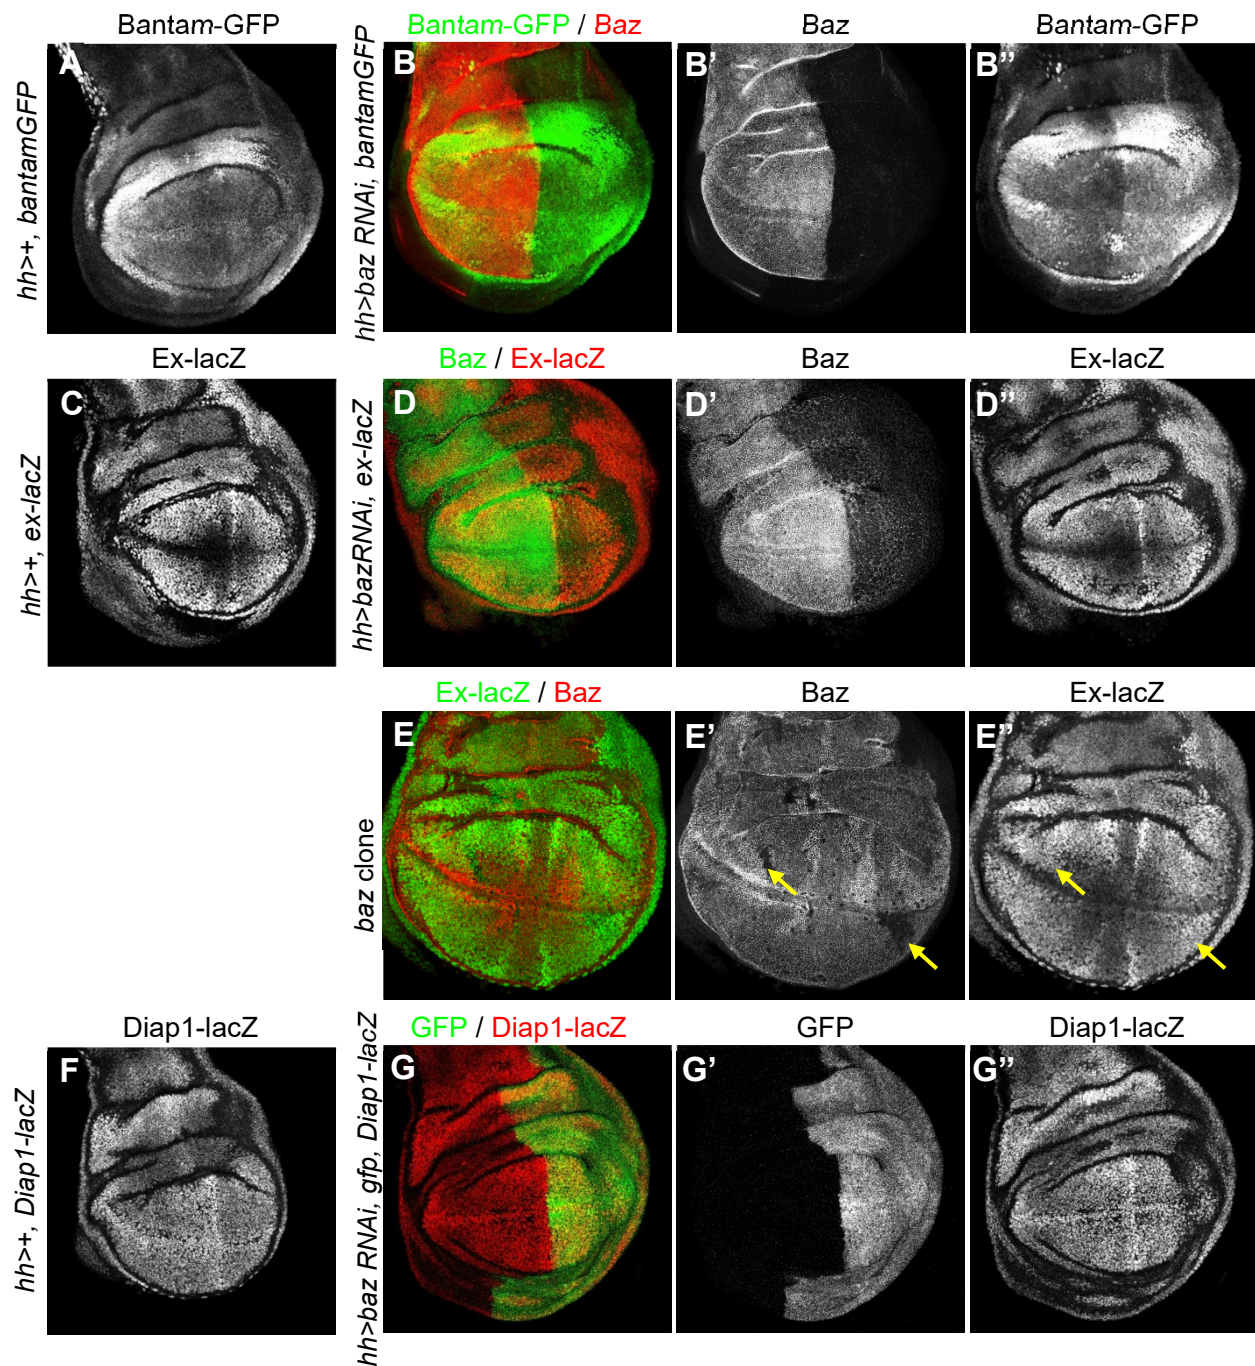 Bantam-GFP
Bantam-GFP / Baz
Baz
Bantam-GFP
hh>+, bantamGFP
A
hh>baz RNAi, bantamGFP
B
B’
B’’
Ex-lacZ
Baz / Ex-lacZ
Baz
Ex-lacZ
hh>+, ex-lacZ
C
hh>bazRNAi, ex-lacZ
D
D’
D’’
Ex-lacZ / Baz
Baz
Ex-lacZ
baz clone
E
E’
E’’
Diap1-lacZ
GFP / Diap1-lacZ
GFP
Diap1-lacZ
hh>+, Diap1-lacZ
F
hh>baz RNAi, gfp, Diap1-lacZ
G
G’
G’’